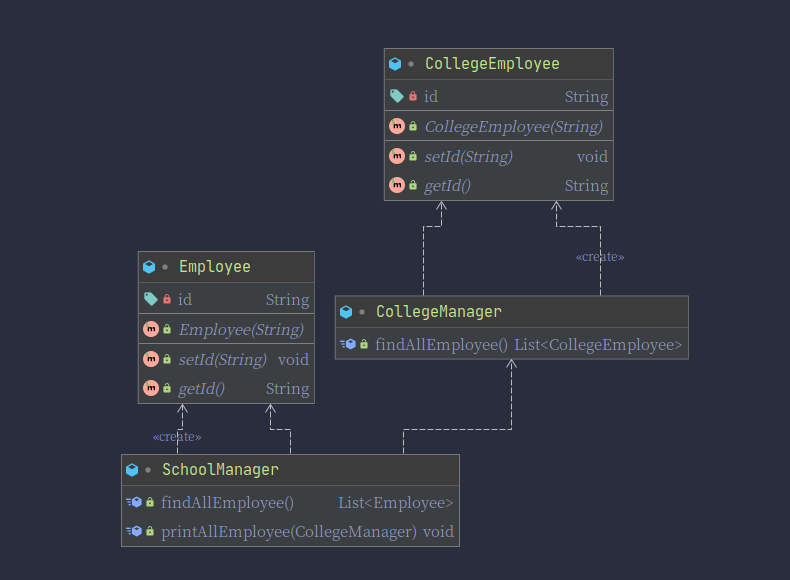 CollegeEmployee
id String
CollegeEmployee(String)
setId(String) void
getId() String
«create»
Employee
id String
Employee(String)
setId(String) void
getId() String
CollegeManager
findAllEmployee() List<CollegeEmployee>
«create»
SchoolManager
findAllEmployee() List<Employee>
printAllEmployee(CollegeManager) void